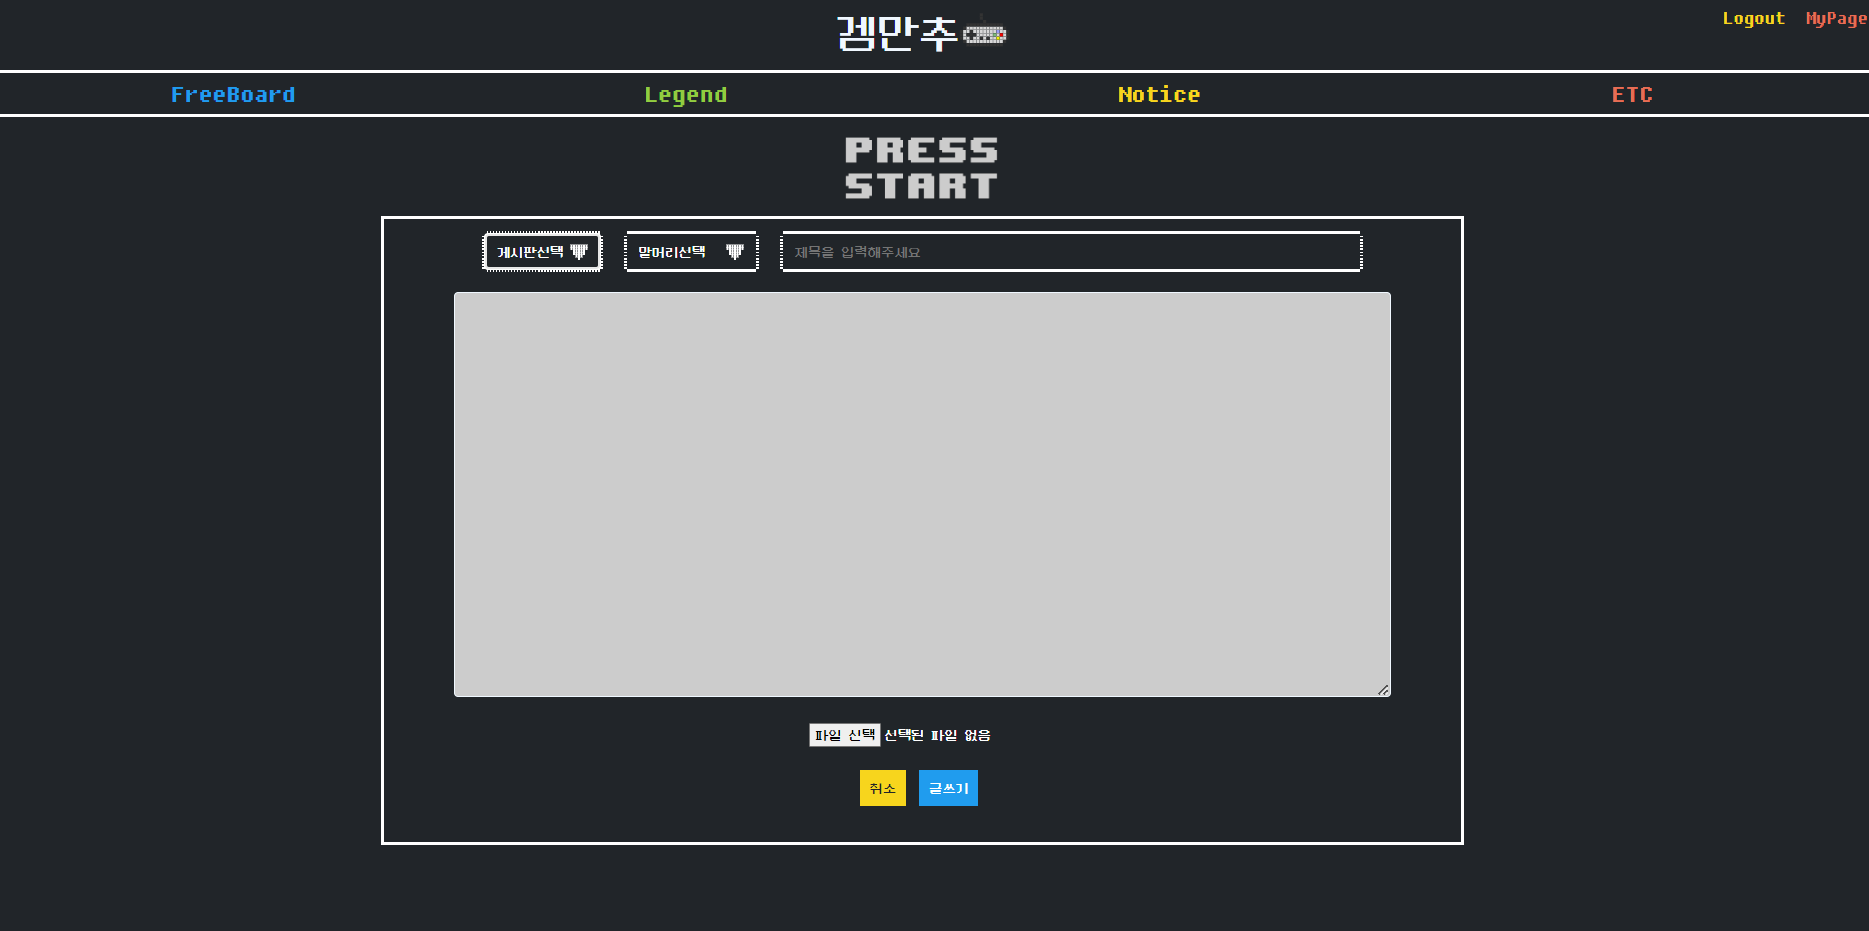 겜만추
Logout MyPage
FreeBoard Legend Notice ETC
PRESS
START
게시판선택 말머리선택 제목을 입력해주세요
파일 선택 선택된 파일 없음
취소 글쓰기